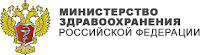 МИНИСТЕРСТВО
ЗДРАВООХРАНЕНИЯ
РОССИЙСКОЙ ФЕДЕРАЦИИ